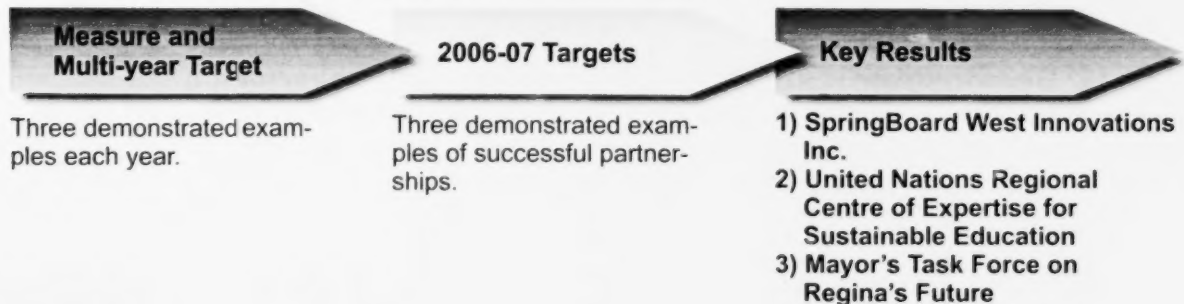 Measure and
Multi-year Target
2006-07 Targets
Key Results
Three demonstrated exam-
ples each year.
Three demonstrated exam-
ples of successful partner-
ships.
1) SpringBoard West Innovations
Inc.
2) United Nations Regional
Centre of Expertise for
Sustainable Education
3) Mayor's Task Force on
Regina's Future